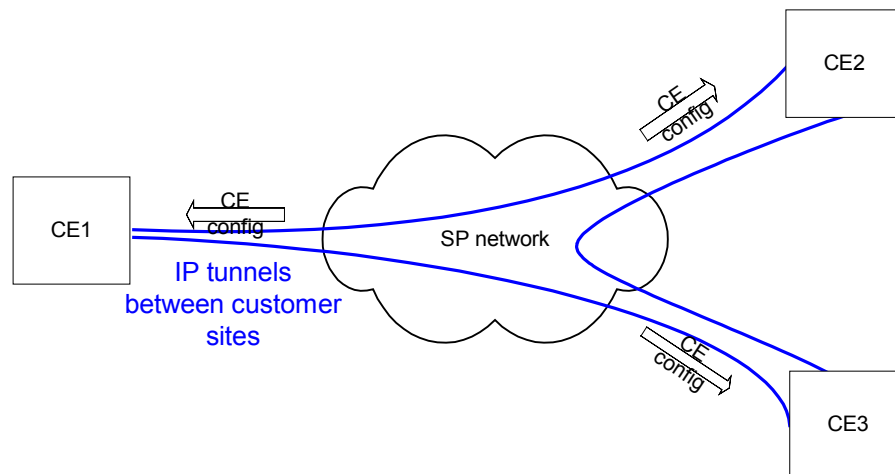 CE2
CE
config
CE
config
CE1
SP network
IP tunnels
between customer
sites
CE
config
CE3